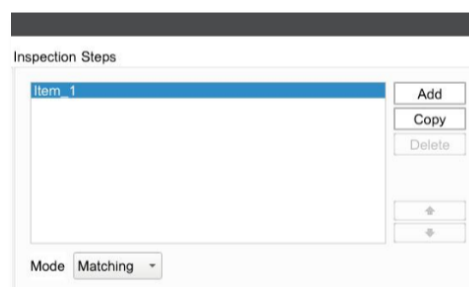 Inspection Steps
Item_1
Add
Copy
Delete
Mode Matching